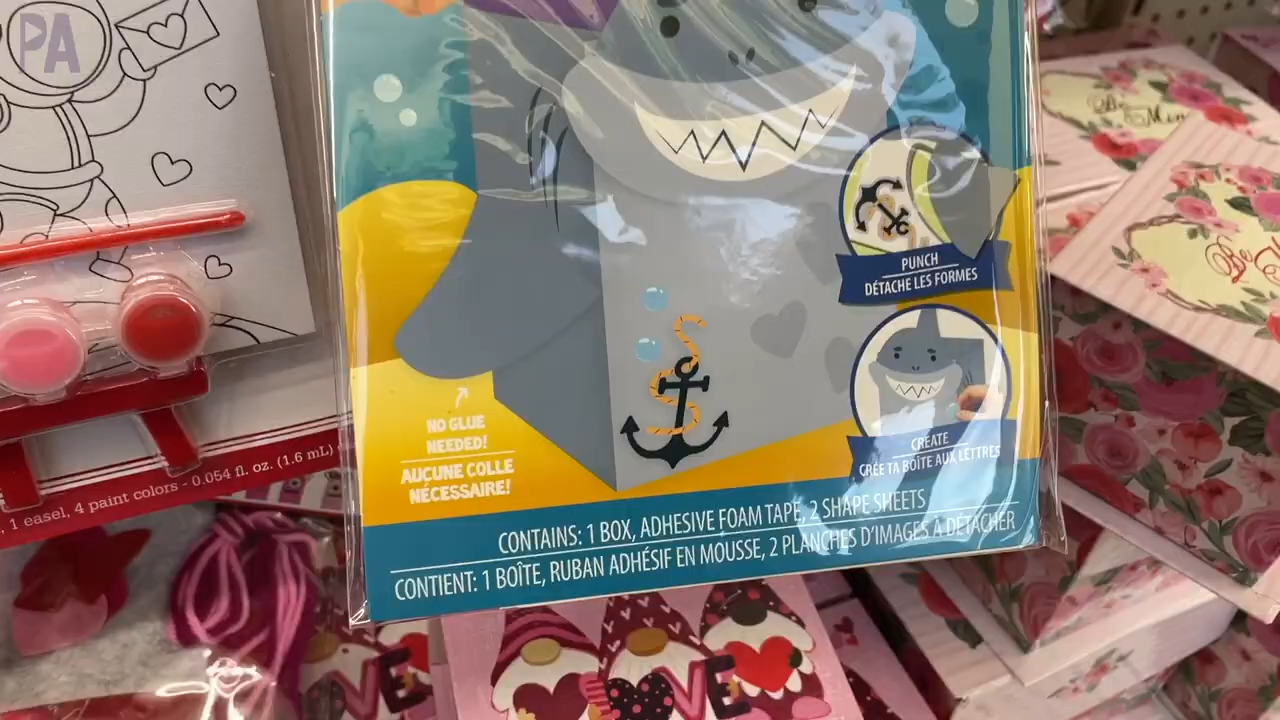 PA
PUNCH
DÉTACHE LES FORMES
NO GLUE
NEEDED!
AUCUNE COLLE
NÉCESSAIRE!
CREATE
CRÉE TA BOÎTE AUX LETTRES
, 1 easel, 4 paint colors - 0.054 fl. oz. (1.6 mL)
CONTAINS: 1 BOX, ADHESIVE FOAM TAPE, 2 SHAPE SHEETS
CONTIENT: 1 BOÎTE, RUBAN ADHÉSIF EN MOUSSE, 2 PLANCHES D'IMAGES À DÉTACHER
Be
LOVE